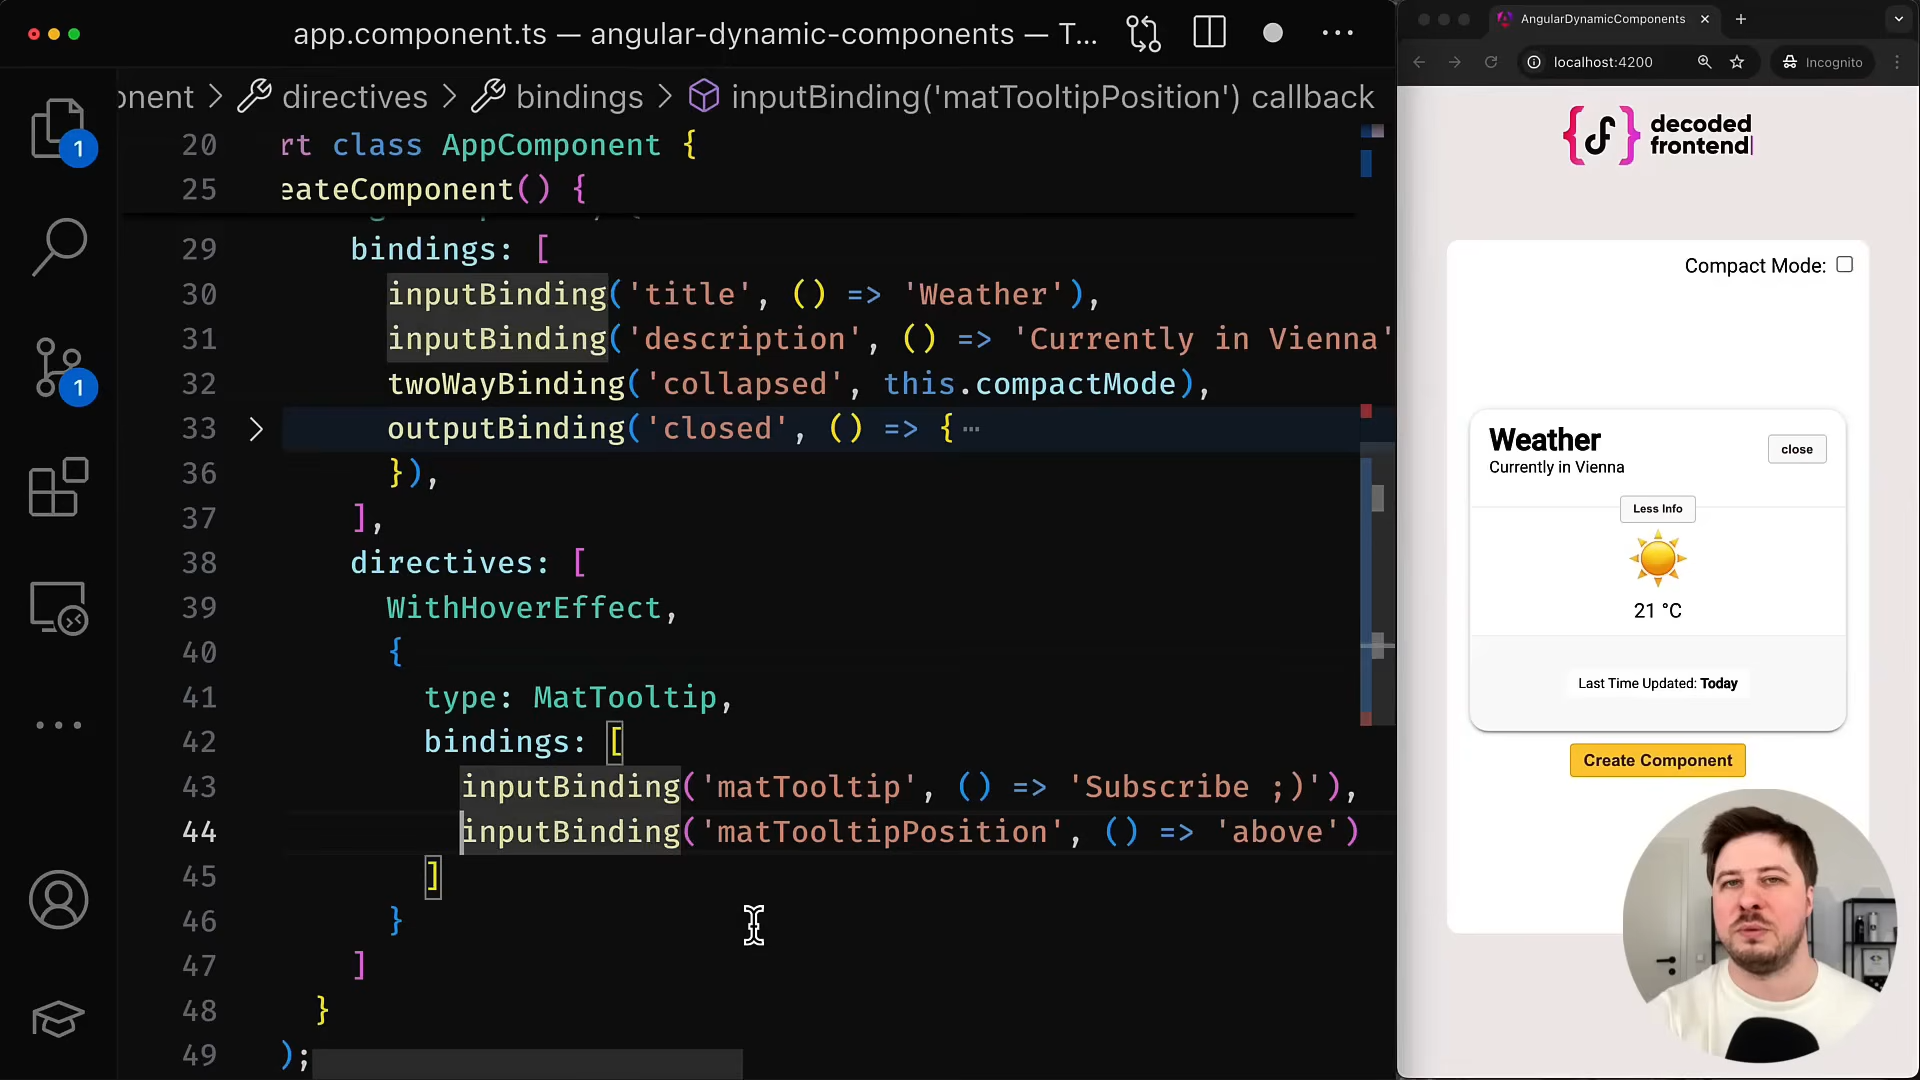 app.component.ts — angular-dynamic-components — T...
onent > directives > bindings > inputBinding('matTooltipPosition') callback
1
1
20 rt class AppComponent {
25 eateComponent() {
29 bindings: [
30 inputBinding('title', () => 'Weather'),
31 inputBinding('description', () => 'Currently in Vienna'
32 twoWayBinding('collapsed', this.compactMode),
33 outputBinding('closed', () => { ⋯
36 }),
37 ],
38 directives: [
39 WithHoverEffect,
40 {
41 type: MatTooltip,
42 bindings: [
43 inputBinding('matTooltip', () => 'Subscribe ;)'),
44 inputBinding('matTooltipPosition', () => 'above')
45 ]
46 }
47 ]
48 }
49 );
AngularDynamicComponents
localhost:4200
Incognito
decoded
frontend
Compact Mode:
Weather
Currently in Vienna
close
Less Info
21 °C
Last Time Updated: Today
Create Component